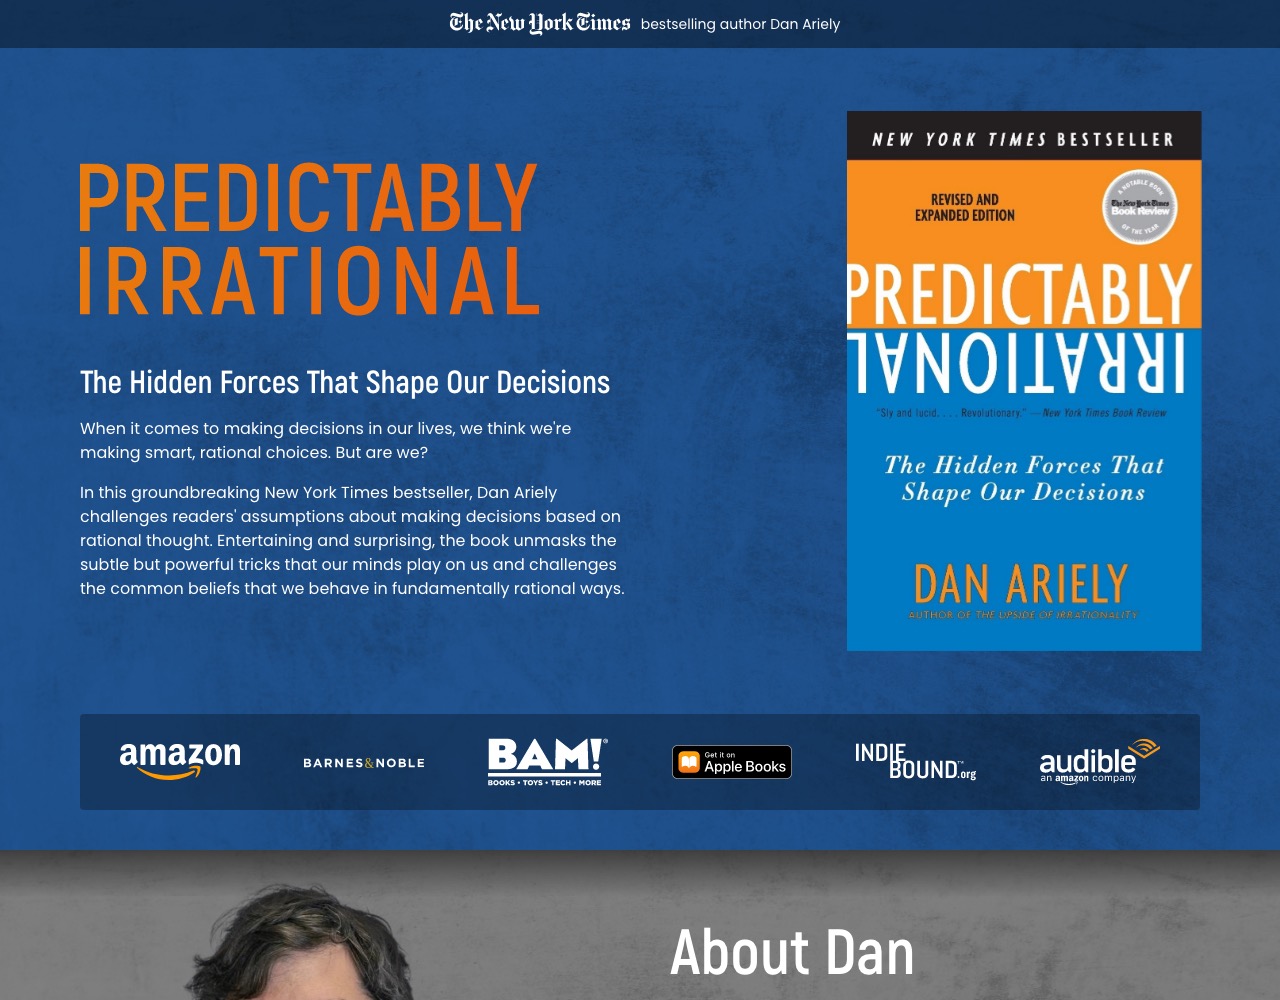 The New York Times bestselling author Dan Ariely
PREDICTABLY
IRRATIONAL
The Hidden Forces That Shape Our Decisions
When it comes to making decisions in our lives, we think we're
making smart, rational choices. But are we?
In this groundbreaking New York Times bestseller, Dan Ariely
challenges readers' assumptions about making decisions based on
rational thought. Entertaining and surprising, the book unmasks the
subtle but powerful tricks that our minds play on us and challenges
the common beliefs that we behave in fundamentally rational ways.
NEW YORK TIMES BESTSELLER
REVISED AND
EXPANDED EDITION
A NOTABLE BOOK
The New York Times
Book Review
OF THE YEAR
PREDICTABLY
IRRATIONAL
"Sly and lucid. . . . Revolutionary." —New York Times Book Review
The Hidden Forces That
Shape Our Decisions
DAN ARIELY
AUTHOR OF THE UPSIDE OF IRRATIONALITY
amazon
BARNES&NOBLE
BAM!®
BOOKS • TOYS • TECH • MORE
Get it on
Apple Books
INDIE
BOUND™.org
audible
an amazon company
About Dan